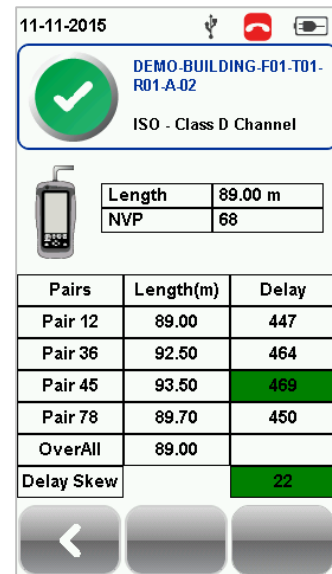 11-11-2015
DEMO-BUILDING-F01-T01-
R01-A-02
ISO - Class D Channel
Length 89.00 m
NVP 68
Pairs Length(m) Delay
Pair 12 89.00 447
Pair 36 92.50 464
Pair 45 93.50 469
Pair 78 89.70 450
OverAll 89.00
Delay Skew 22